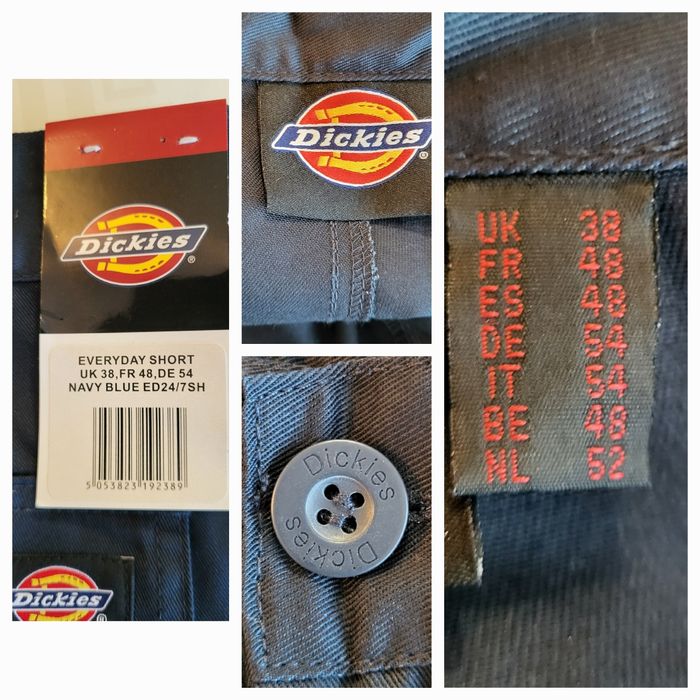 Dickies
®
EVERYDAY SHORT
UK 38,FR 48,DE 54
NAVY BLUE ED24/7SH
5 053823 192389
Dickies
®
Dickies
®
Dickies
Dickies
UK 38
FR 48
ES 48
DE 54
IT 54
BE 48
NL 52